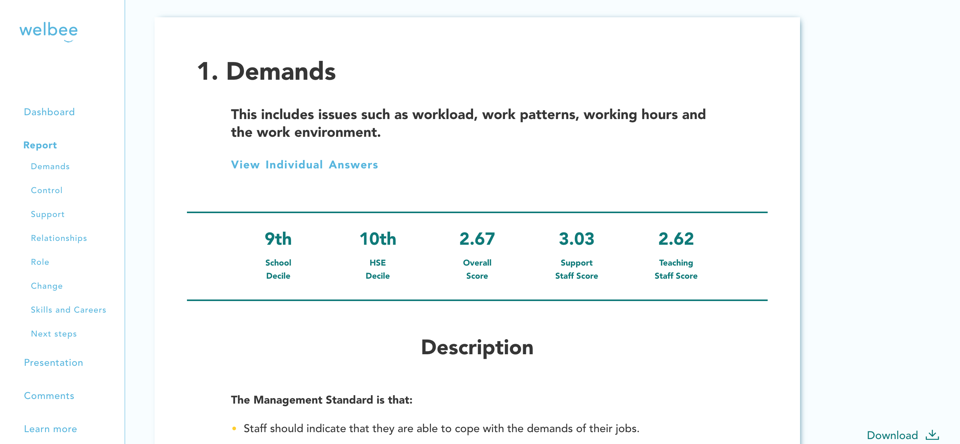 welbee
Dashboard
Report
Demands
Control
Support
Relationships
Role
Change
Skills and Careers
Next steps
Presentation
Comments
Learn more
1. Demands
This includes issues such as workload, work patterns, working hours and
the work environment.
View Individual Answers
9th
School
Decile
10th
HSE
Decile
2.67
Overall
Score
3.03
Support
Staff Score
2.62
Teaching
Staff Score
Description
The Management Standard is that:
• Staff should indicate that they are able to cope with the demands of their jobs.
Download